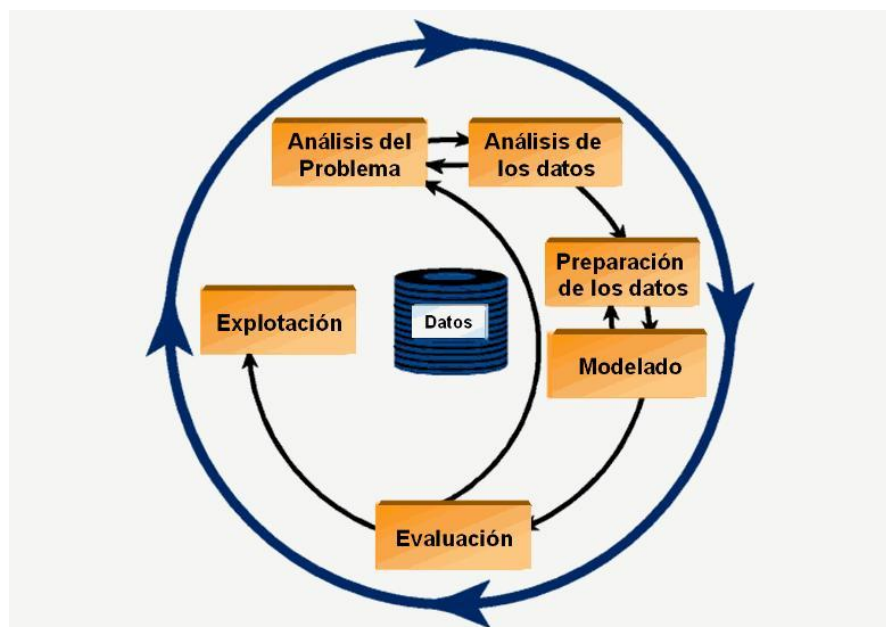 Análisis del
Problema
Análisis de
los datos
Preparación
de los datos
Modelado
Evaluación
Explotación
Datos